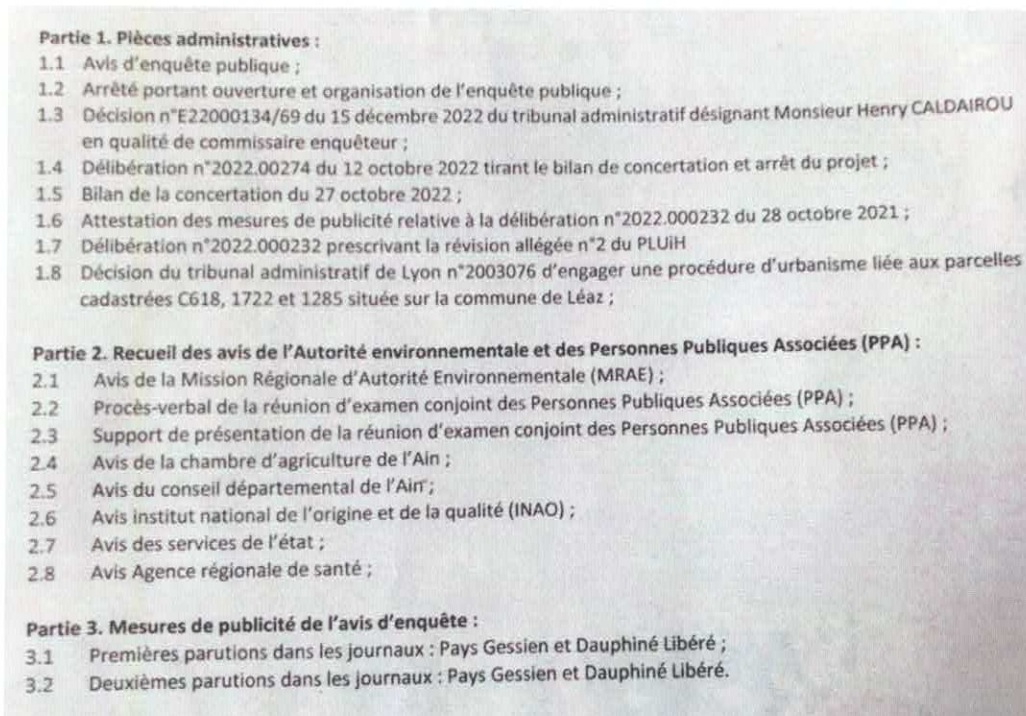 Partie 1. Pièces administratives :
1.1 Avis d'enquête publique ;
1.2 Arrêté portant ouverture et organisation de l'enquête publique ;
1.3 Décision n°E22000134/69 du 15 décembre 2022 du tribunal administratif désignant Monsieur Henry CALDAIROU
en qualité de commissaire enquêteur ;
1.4 Délibération n°2022.00274 du 12 octobre 2022 tirant le bilan de concertation et arrêt du projet ;
1.5 Bilan de la concertation du 27 octobre 2022 ;
1.6 Attestation des mesures de publicité relative à la délibération n°2022.000232 du 28 octobre 2021 ;
1.7 Délibération n°2022.000232 prescrivant la révision allégée n°2 du PLUiH
1.8 Décision du tribunal administratif de Lyon n°2003076 d'engager une procédure d'urbanisme liée aux parcelles
cadastrées C618, 1722 et 1285 située sur la commune de Léaz ;
Partie 2. Recueil des avis de l'Autorité environnementale et des Personnes Publiques Associées (PPA) :
2.1 Avis de la Mission Régionale d'Autorité Environnementale (MRAE) ;
2.2 Procès-verbal de la réunion d'examen conjoint des Personnes Publiques Associées (PPA) ;
2.3 Support de présentation de la réunion d'examen conjoint des Personnes Publiques Associées (PPA) ;
2.4 Avis de la chambre d'agriculture de l'Ain ;
2.5 Avis du conseil départemental de l'Ain ;
2.6 Avis institut national de l'origine et de la qualité (INAO) ;
2.7 Avis des services de l'état ;
2.8 Avis Agence régionale de santé ;
Partie 3. Mesures de publicité de l'avis d'enquête :
3.1 Premières parutions dans les journaux : Pays Gessien et Dauphiné Libéré ;
3.2 Deuxièmes parutions dans les journaux : Pays Gessien et Dauphiné Libéré.